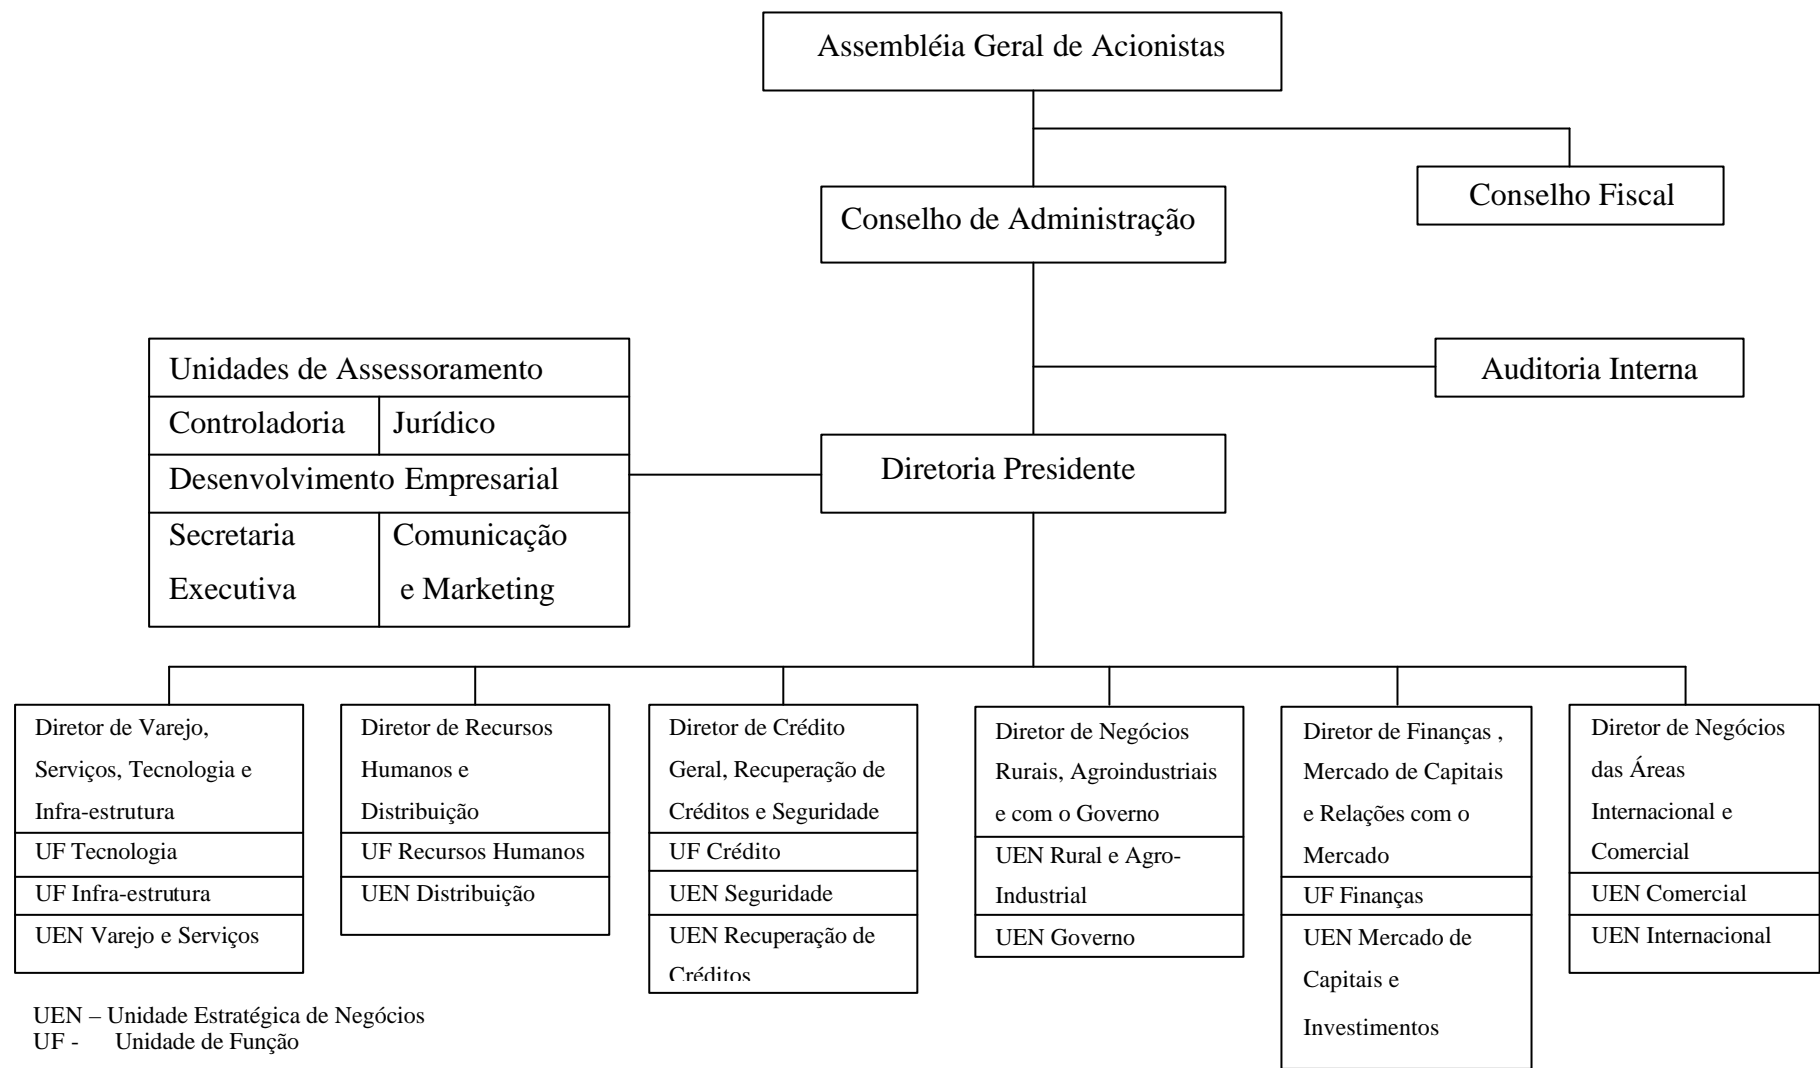 Assembléia Geral de Acionistas
Conselho Fiscal
Conselho de Administração
Auditoria Interna
Unidades de Assessoramento
Controladoria
Jurídico
Desenvolvimento Empresarial
Secretaria
Executiva
Comunicação
e Marketing
Diretoria Presidente
Diretor de Varejo,
Serviços, Tecnologia e
Infra-estrutura
UF Tecnologia
UF Infra-estrutura
UEN Varejo e Serviços
Diretor de Recursos
Humanos e
Distribuição
UF Recursos Humanos
UEN Distribuição
Diretor de Crédito
Geral, Recuperação de
Créditos e Seguridade
UF Crédito
UEN Seguridade
UEN Recuperação de
Créditos
Diretor de Negócios
Rurais, Agroindustriais
e com o Governo
UEN Rural e Agro-
Industrial
UEN Governo
Diretor de Finanças ,
Mercado de Capitais
e Relações com o
Mercado
UF Finanças
UEN Mercado de
Capitais e
Investimentos
Diretor de Negócios
das Áreas
Internacional e
Comercial
UEN Comercial
UEN Internacional
UEN – Unidade Estratégica de Negócios
UF - Unidade de Função